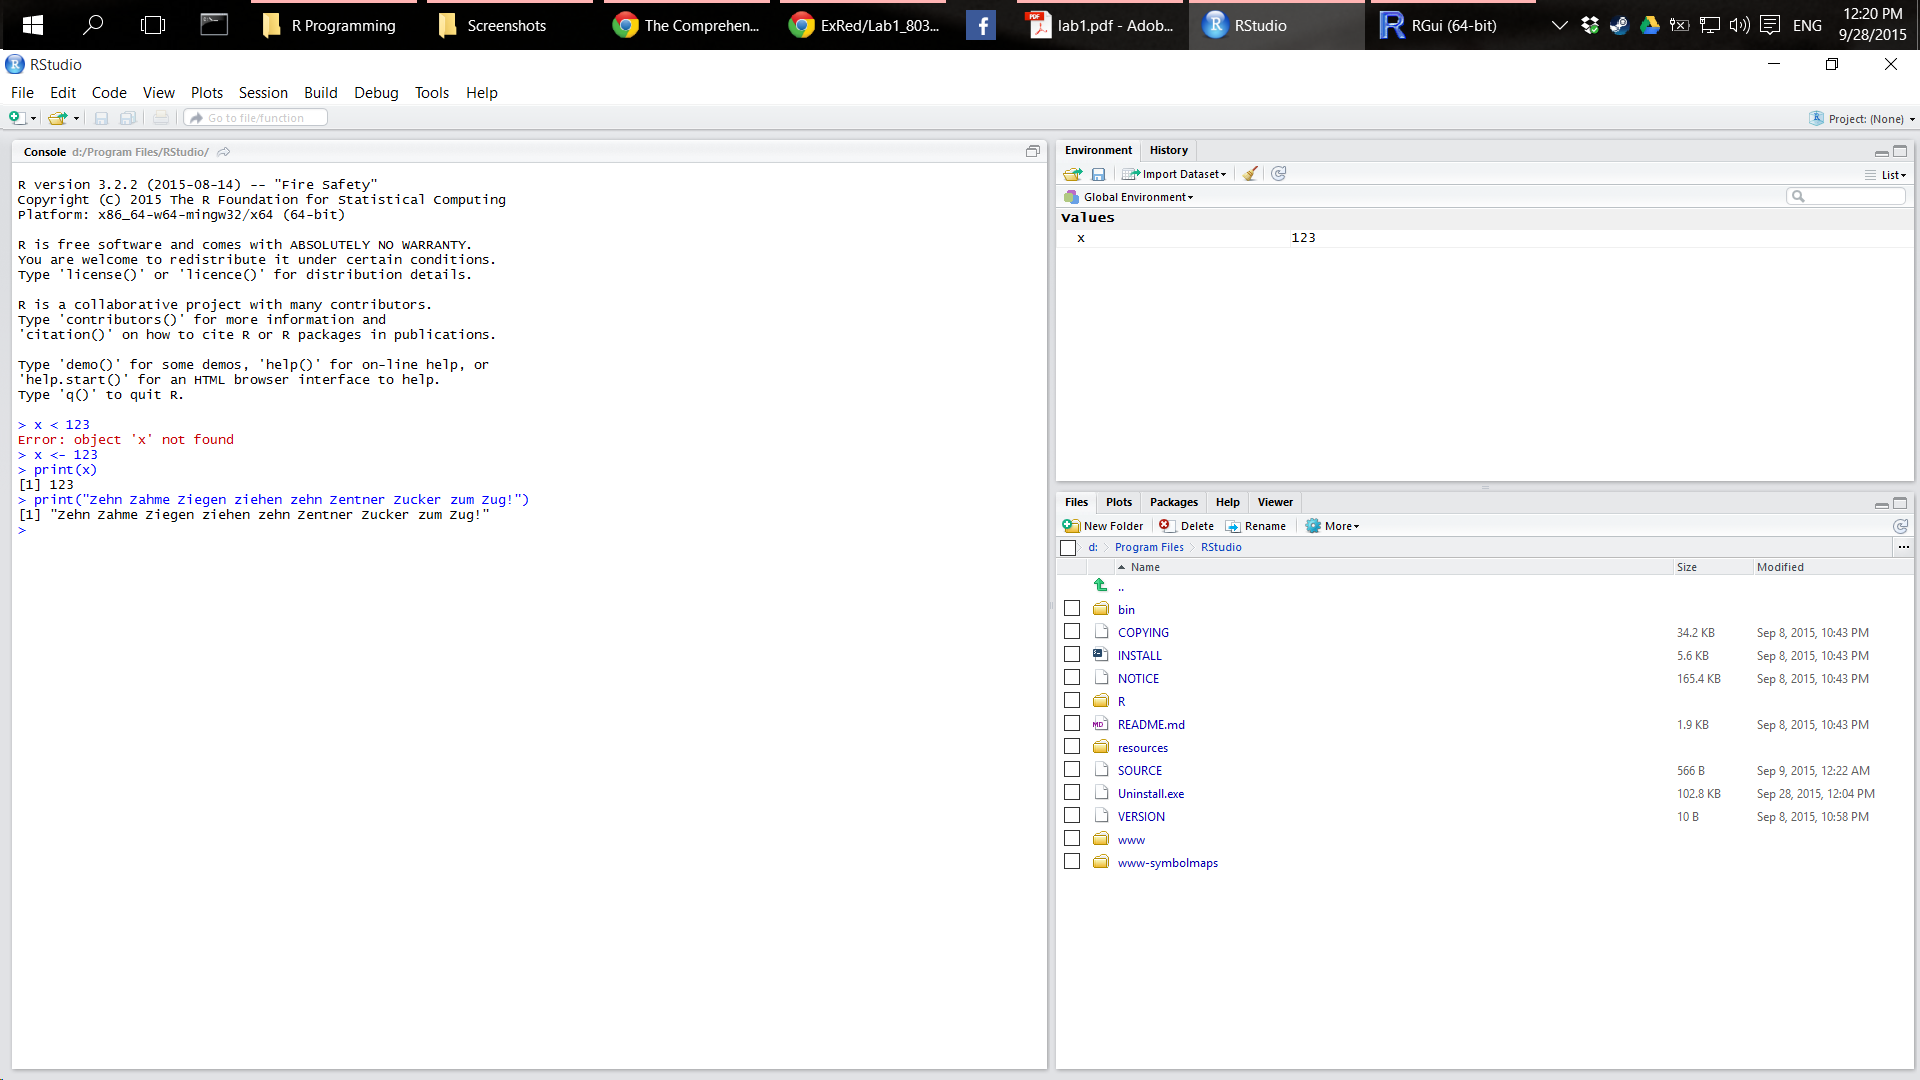 R Programming
Screenshots
The Comprehen...
ExRed/Lab1_803...
lab1.pdf - Adob...
RStudio
RGui (64-bit)
ENG
12:20 PM
9/28/2015
RStudio
File Edit Code View Plots Session Build Debug Tools Help
Go to file/function
Project: (None)
Console d:/Program Files/RStudio/
R version 3.2.2 (2015-08-14) -- "Fire Safety"
Copyright (C) 2015 The R Foundation for Statistical Computing
Platform: x86_64-w64-mingw32/x64 (64-bit)
R is free software and comes with ABSOLUTELY NO WARRANTY.
You are welcome to redistribute it under certain conditions.
Type 'license()' or 'licence()' for distribution details.
R is a collaborative project with many contributors.
Type 'contributors()' for more information and
'citation()' on how to cite R or R packages in publications.
Type 'demo()' for some demos, 'help()' for on-line help, or
'help.start()' for an HTML browser interface to help.
Type 'q()' to quit R.
> x < 123
Error: object 'x' not found
> x <- 123
> print(x)
[1] 123
> print("Zehn Zahme Ziegen ziehen zehn Zentner Zucker zum Zug!")
[1] "Zehn Zahme Ziegen ziehen zehn Zentner Zucker zum Zug!"
>
Environment History
Import Dataset
List
Global Environment
Values
x 123
Files Plots Packages Help Viewer
New Folder Delete Rename More
d: Program Files RStudio ...
Name Size Modified
..
bin
COPYING 34.2 KB Sep 8, 2015, 10:43 PM
INSTALL 5.6 KB Sep 8, 2015, 10:43 PM
NOTICE 165.4 KB Sep 8, 2015, 10:43 PM
R
README.md 1.9 KB Sep 8, 2015, 10:43 PM
resources
SOURCE 566 B Sep 9, 2015, 12:22 AM
Uninstall.exe 102.8 KB Sep 28, 2015, 12:04 PM
VERSION 10 B Sep 8, 2015, 10:58 PM
www
www-symbolmaps